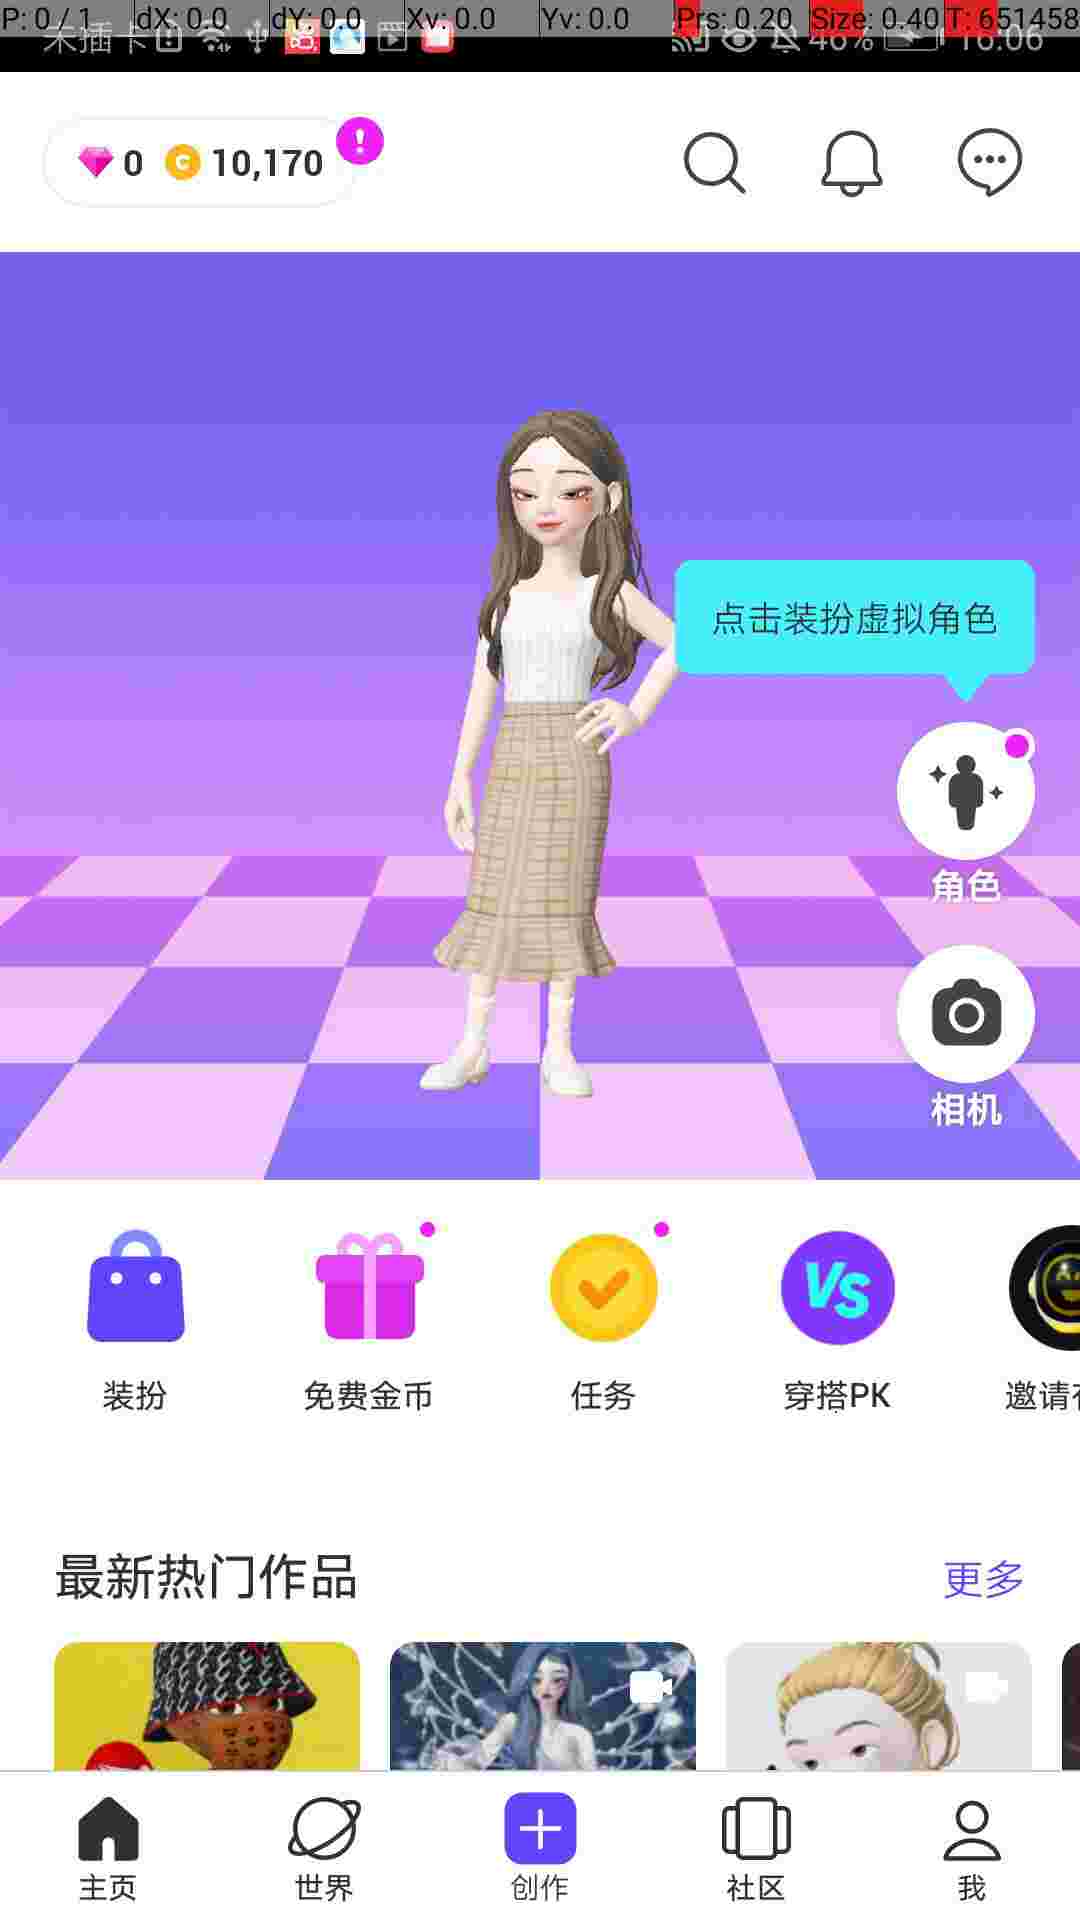 P: 0 / 1 dX: 0.0 dY: 0.0 Xv: 0.0 Yv: 0.0 Prs: 0.20 Size: 0.40 T: 651458
未插卡 46% 16:06
0 C 10,170 !
点击装扮虚拟角色
角色
相机
VS
装扮 免费金币 任务 穿搭PK 邀请
最新热门作品 更多
主页 世界 创作 社区 我